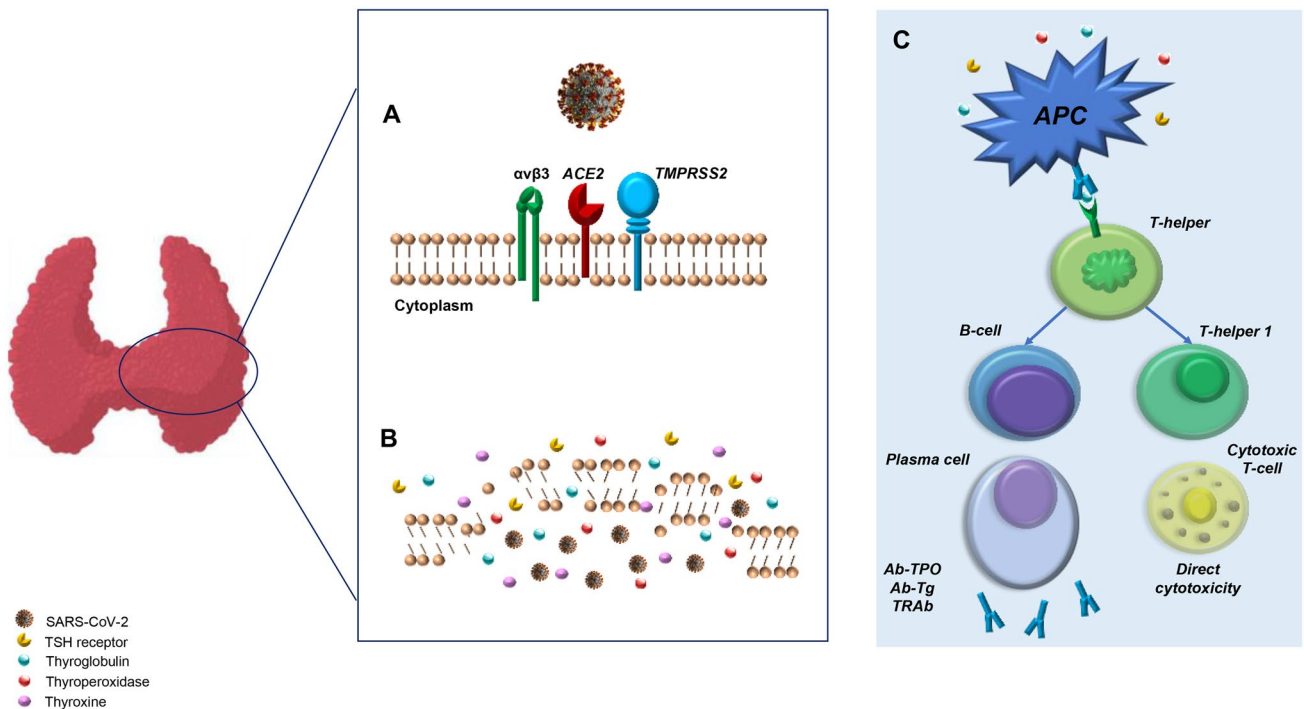 A
αvβ3
ACE2
TMPRSS2
Cytoplasm
B
SARS-CoV-2
TSH receptor
Thyroglobulin
Thyroperoxidase
Thyroxine
C
APC
T-helper
B-cell
T-helper 1
Plasma cell
Cytotoxic
T-cell
Ab-TPO
Ab-Tg
TRAb
Direct
cytotoxicity